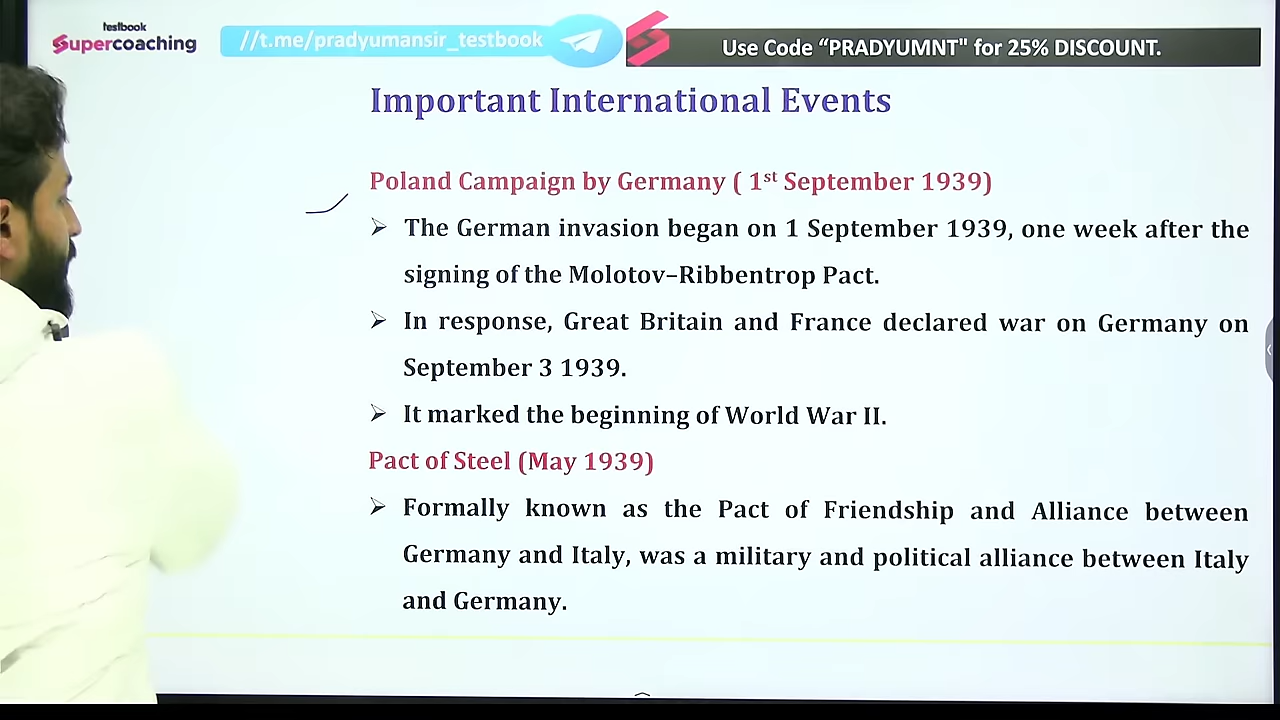 testbook
Supercoaching
//t.me/pradyumansir_testbook
Use Code “PRADYUMNT" for 25% DISCOUNT.
Important International Events
Poland Campaign by Germany ( 1st September 1939)
➢ The German invasion began on 1 September 1939, one week after the
signing of the Molotov–Ribbentrop Pact.
➢ In response, Great Britain and France declared war on Germany on
September 3 1939.
➢ It marked the beginning of World War II.
Pact of Steel (May 1939)
➢ Formally known as the Pact of Friendship and Alliance between
Germany and Italy, was a military and political alliance between Italy
and Germany.